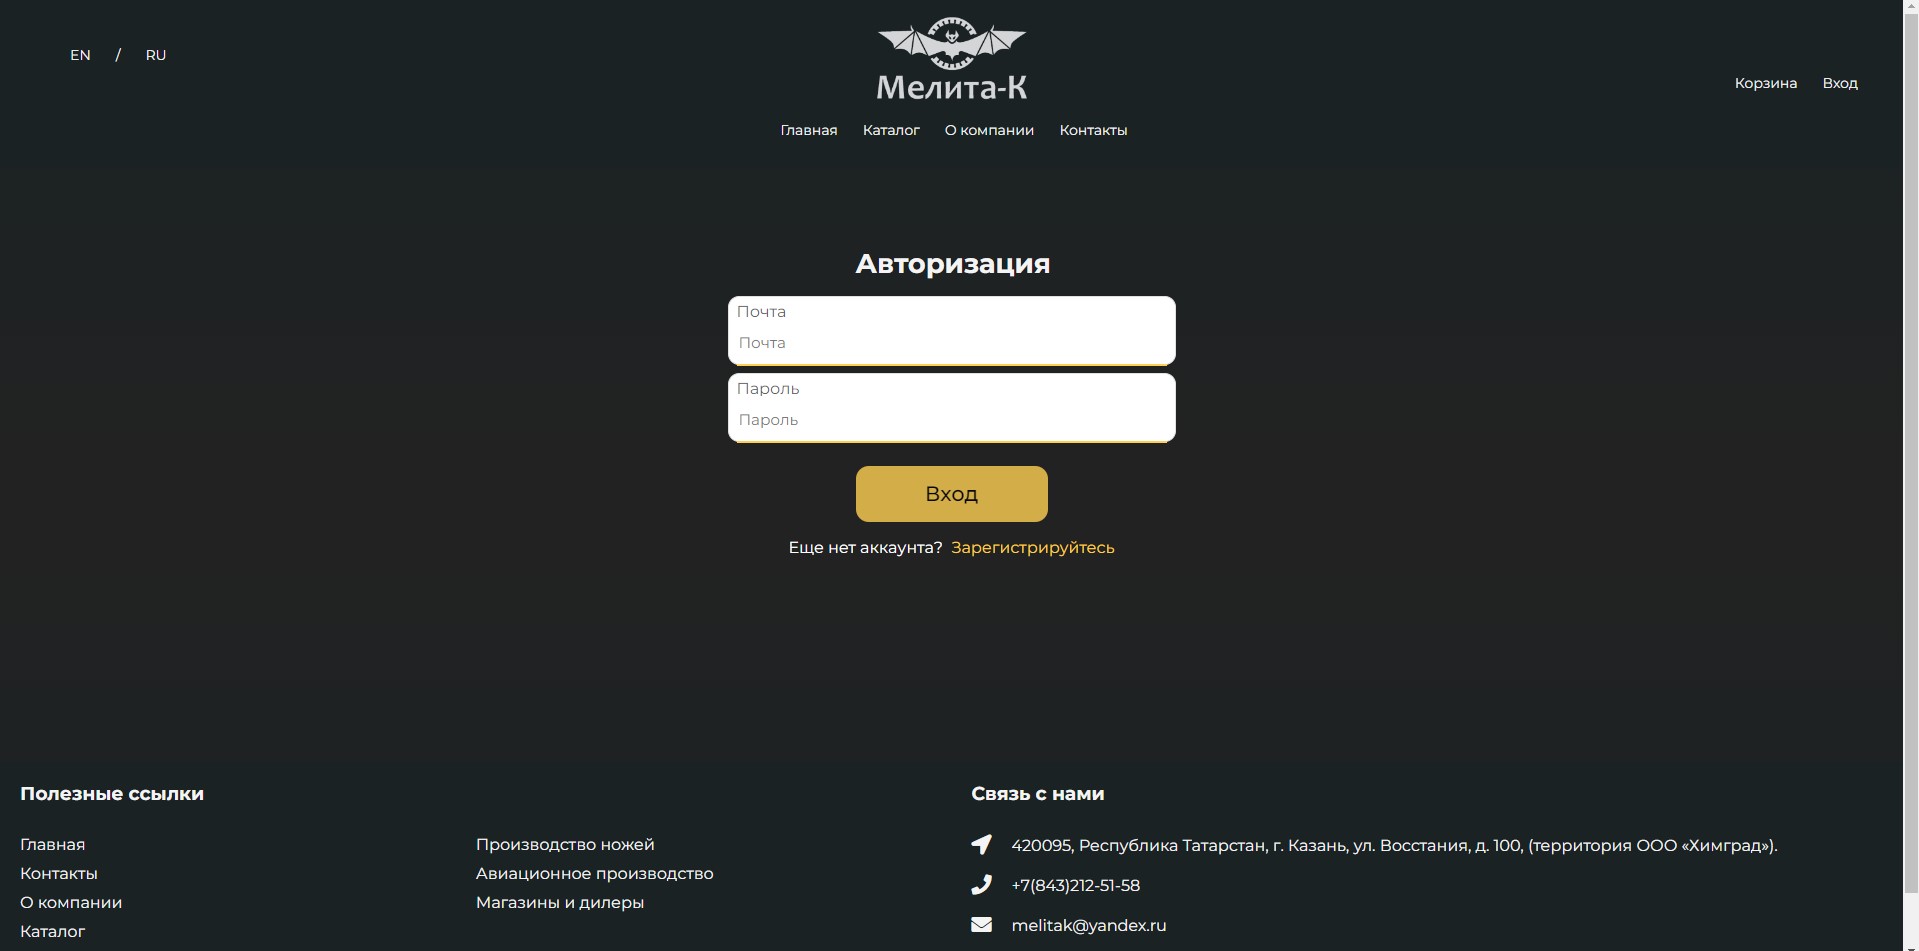 EN / RU
Мелита-К
Корзина Вход
Главная Каталог О компании Контакты
Авторизация
Почта
Почта
Пароль
Пароль
Вход
Еще нет аккаунта? Зарегистрируйтесь
Полезные ссылки
Главная
Контакты
О компании
Каталог
Производство ножей
Авиационное производство
Магазины и дилеры
Связь с нами
420095, Республика Татарстан, г. Казань, ул. Восстания, д. 100, (территория ООО «Химград»).
+7(843)212-51-58
melitak@yandex.ru